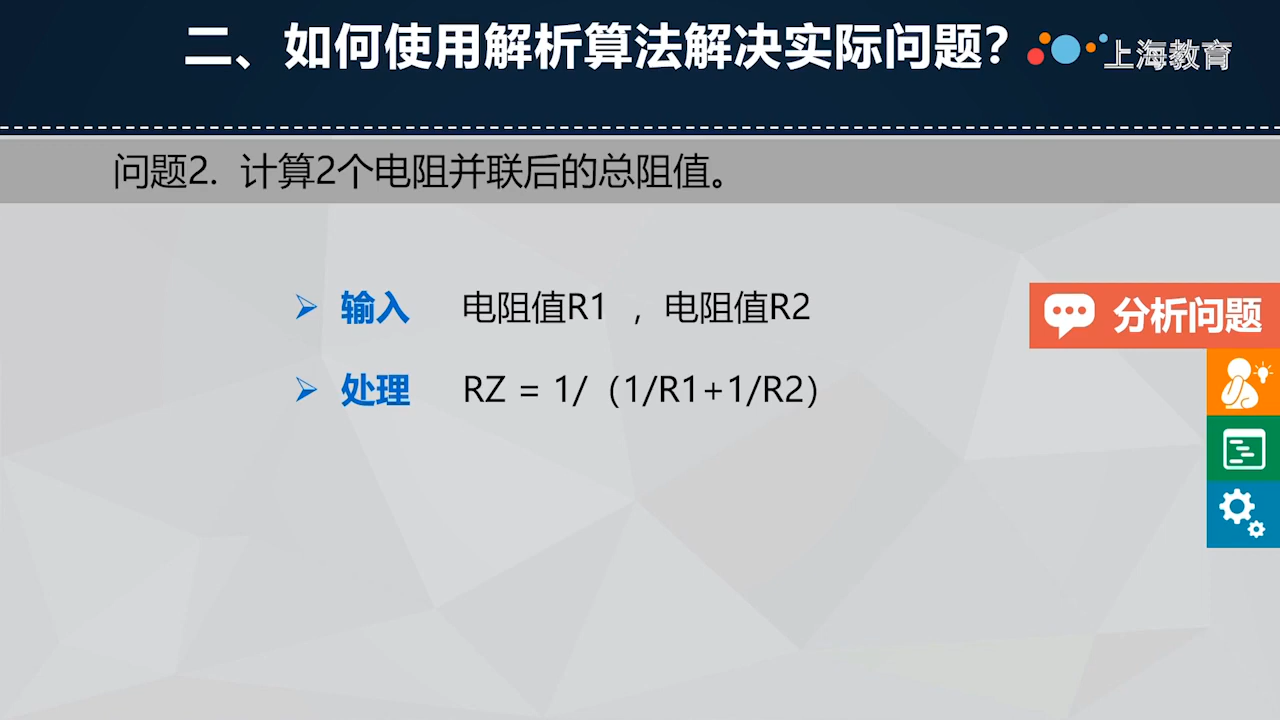 二、如何使用解析算法解决实际问题？
上海教育
问题2. 计算2个电阻并联后的总阻值。
输入 电阻值R1 ，电阻值R2
分析问题
处理 RZ = 1/（1/R1+1/R2）